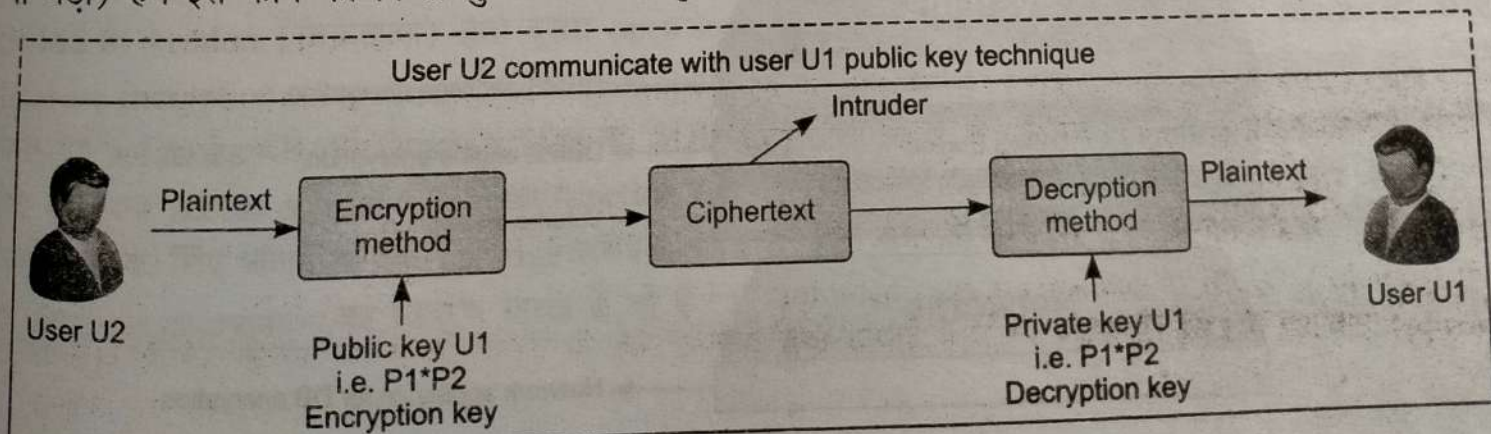 User U2 communicate with user U1 public key technique
Intruder
Plaintext
Encryption
method
Ciphertext
Decryption
method
Plaintext
User U2
Public key U1
i.e. P1*P2
Encryption key
Private key U1
i.e. P1*P2
Decryption key
User U1